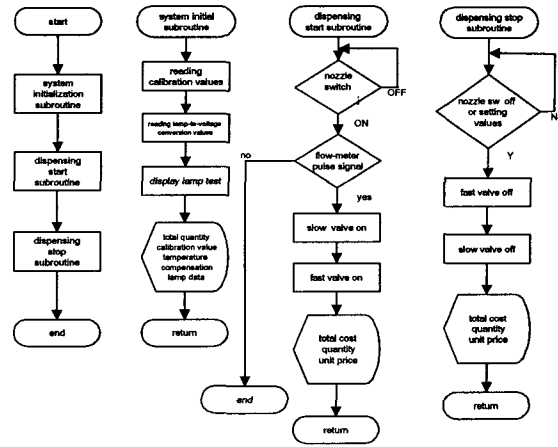 start
system
initialization
subroutine
dispensing
start
subroutine
dispensing
stop
subroutine
end
system initial
subroutine
reading
calibration values
reading temp-to-voltage
conversion values
display lamp test
total quantity
calibration value
temperature
compensation
lamp data
return
dispensing
start subroutine
nozzle
switch
OFF
ON
flow-meter
pulse signal
no
yes
slow valve on
fast valve on
total cost
quantity
unit price
end
return
dispensing stop
subroutine
nozzle sw off
or setting
values
N
Y
fast valve off
slow valve off
total cost
quantity
unit price
return